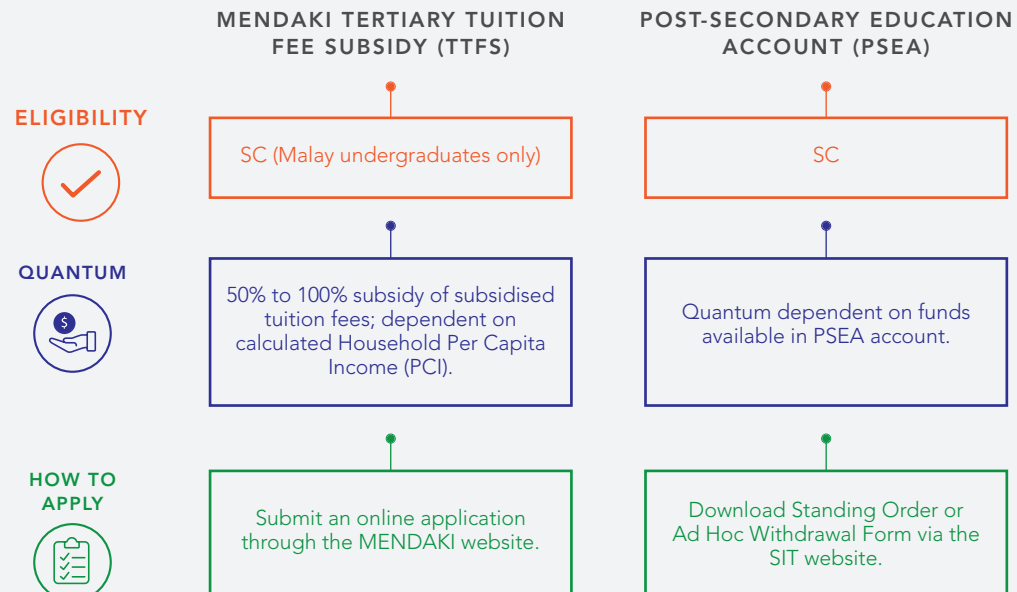 MENDAKI TERTIARY TUITION
FEE SUBSIDY (TTFS)
POST-SECONDARY EDUCATION
ACCOUNT (PSEA)
ELIGIBILITY
SC (Malay undergraduates only)
SC
QUANTUM
$
50% to 100% subsidy of subsidised
tuition fees; dependent on
calculated Household Per Capita
Income (PCI).
Quantum dependent on funds
available in PSEA account.
HOW TO
APPLY
Submit an online application
through the MENDAKI website.
Download Standing Order or
Ad Hoc Withdrawal Form via the
SIT website.